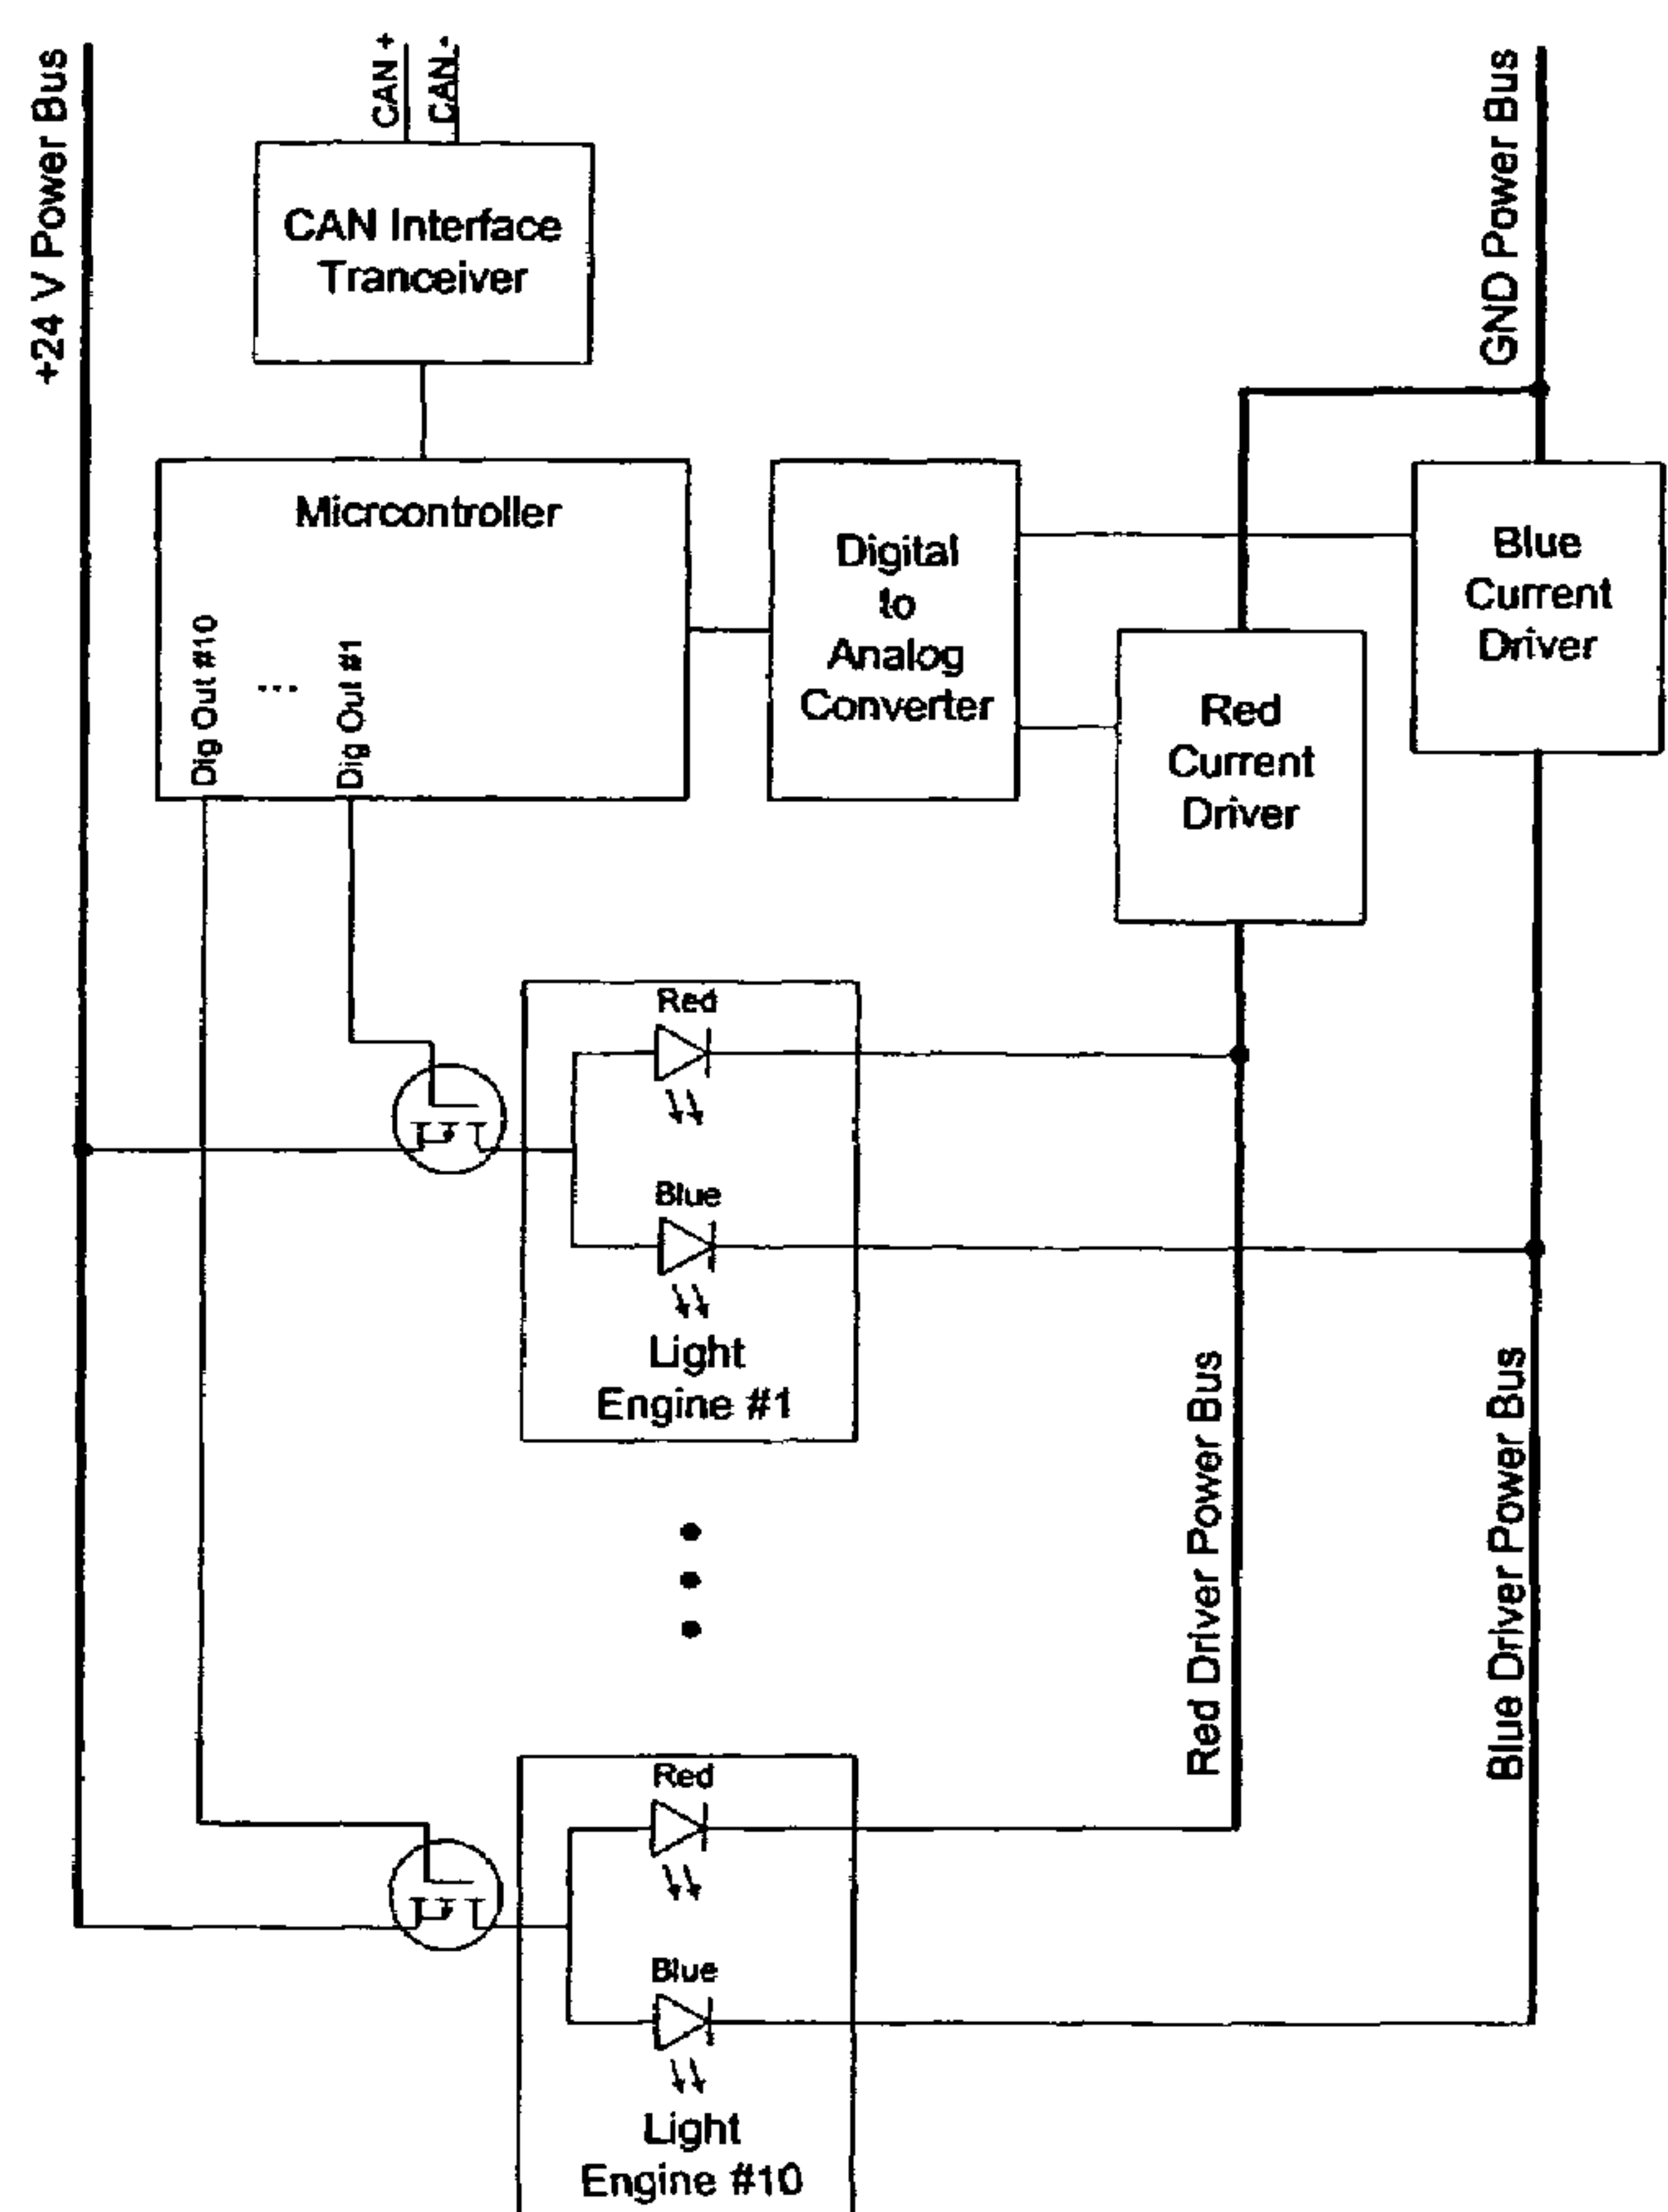 +24 V Power Bus
CAN +
CAN -
GND Power Bus
CAN Interface
Tranceiver
Micrcontroller
Dig Out #10
...
Dig Out #1
Digital
to
Analog
Converter
Blue
Current
Driver
Red
Current
Driver
Red
Blue
Light
Engine #1
Red Driver Power Bus
Blue Driver Power Bus
Red
Blue
Light
Engine #10